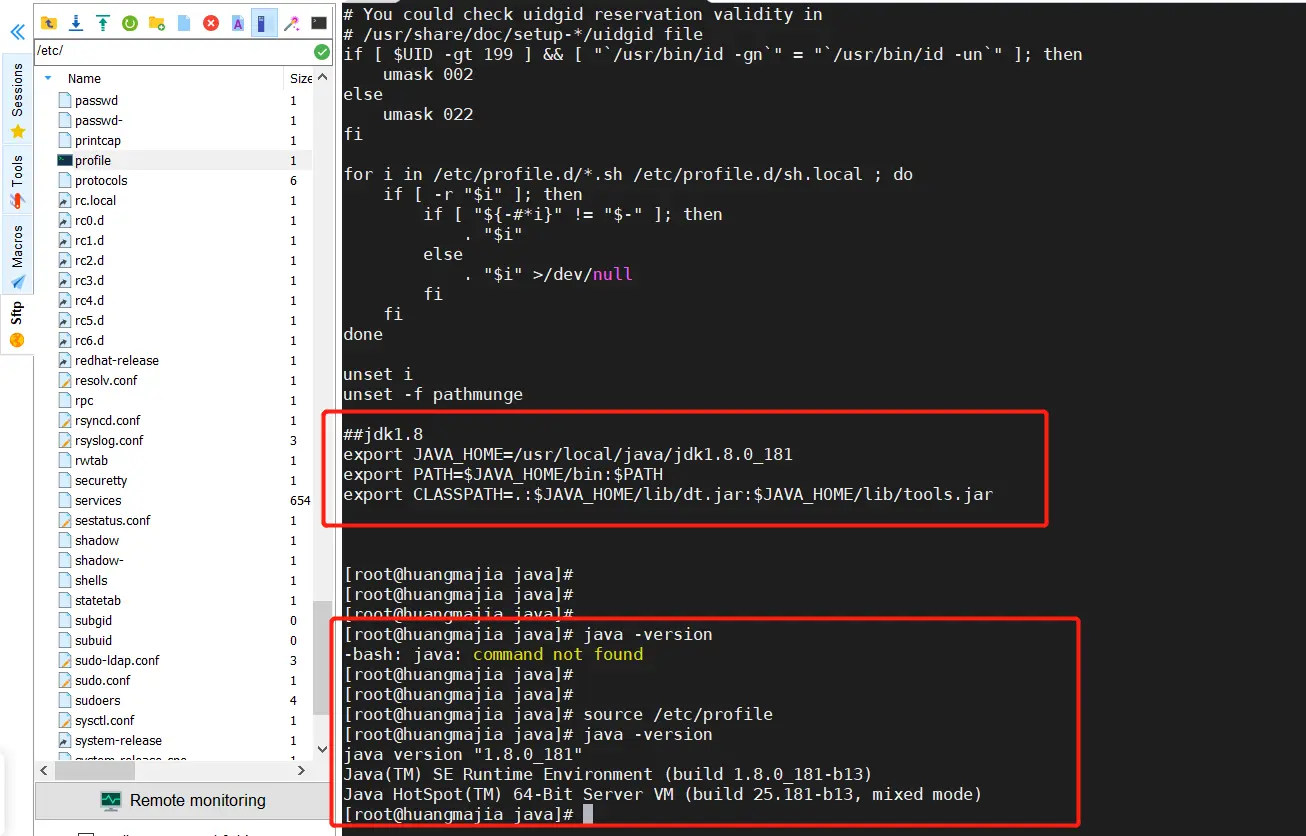 /etc/
Name Size
passwd 1
passwd- 1
printcap 1
profile 1
protocols 6
rc.local 1
rc0.d 1
rc1.d 1
rc2.d 1
rc3.d 1
rc4.d 1
rc5.d 1
rc6.d 1
redhat-release 1
resolv.conf 1
rpc 1
rsyncd.conf 1
rsyslog.conf 3
rwtab 1
securetty 1
services 654
sestatus.conf 1
shadow 1
shadow- 1
shells 1
statetab 1
subgid 0
subuid 0
sudo-ldap.conf 3
sudo.conf 1
sudoers 4
sysctl.conf 1
system-release 1
Remote monitoring
Sessions
Tools
Macros
Sftp
# You could check uidgid reservation validity in
# /usr/share/doc/setup-*/uidgid file
if [ $UID -gt 199 ] && [ "`/usr/bin/id -gn`" = "`/usr/bin/id -un`" ]; then
    umask 002
else
    umask 022
fi
for i in /etc/profile.d/*.sh /etc/profile.d/sh.local ; do
    if [ -r "$i" ]; then
        if [ "${-#*i}" != "$-" ]; then
            . "$i"
        else
            . "$i" >/dev/null
        fi
    fi
done
unset i
unset -f pathmunge
##jdk1.8
export JAVA_HOME=/usr/local/java/jdk1.8.0_181
export PATH=$JAVA_HOME/bin:$PATH
export CLASSPATH=.:$JAVA_HOME/lib/dt.jar:$JAVA_HOME/lib/tools.jar
[root@huangmajia java]#
[root@huangmajia java]#
[root@huangmajia java]#
[root@huangmajia java]# java -version
-bash: java: command not found
[root@huangmajia java]#
[root@huangmajia java]#
[root@huangmajia java]# source /etc/profile
[root@huangmajia java]# java -version
java version "1.8.0_181"
Java(TM) SE Runtime Environment (build 1.8.0_181-b13)
Java HotSpot(TM) 64-Bit Server VM (build 25.181-b13, mixed mode)
[root@huangmajia java]#